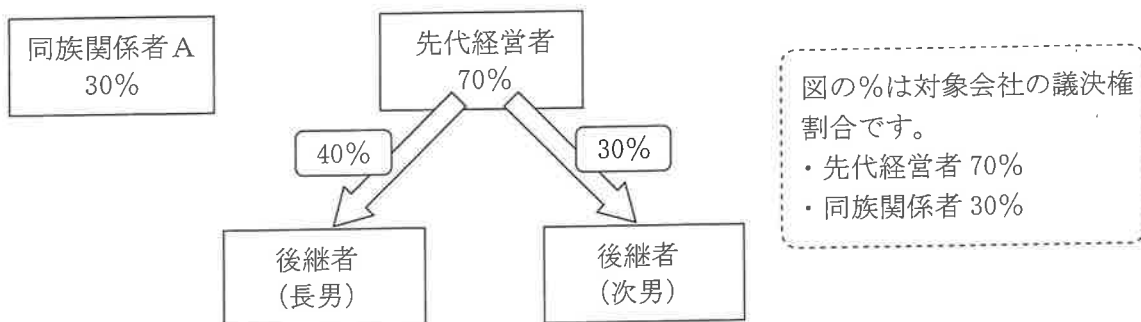 同族関係者A
30%
先代経営者
70%
40%
30%
後継者
（長男）
後継者
（次男）
図の%は対象会社の議決権
割合です。
・先代経営者 70%
・同族関係者 30%